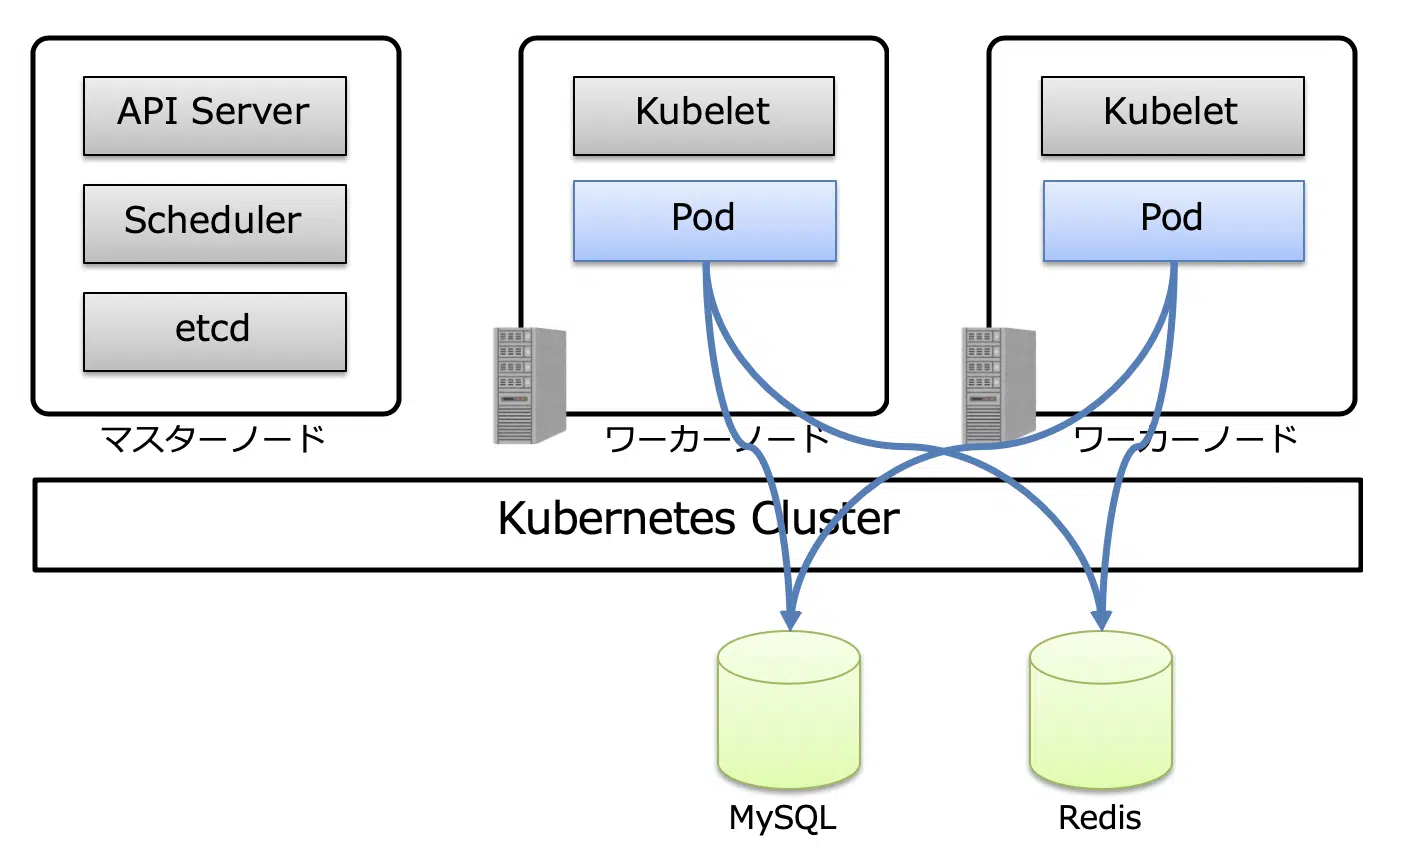 API Server
Scheduler
etcd
マスターノード
Kubelet
Pod
ワーカーノード
Kubelet
Pod
ワーカーノード
Kubernetes Cluster
MySQL
Redis